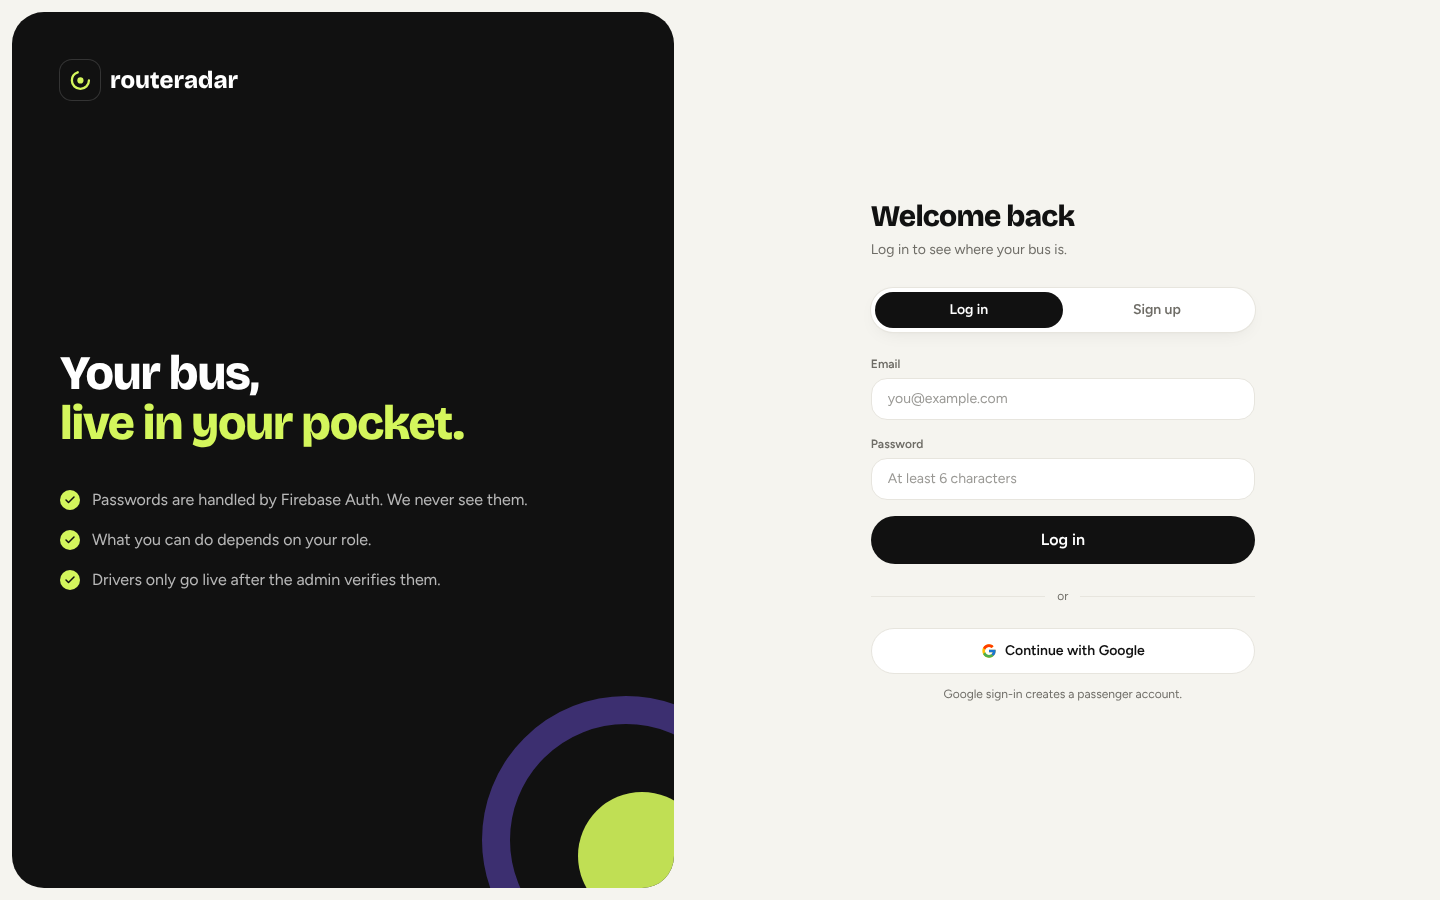 routeradar
Your bus,
live in your pocket.
Passwords are handled by Firebase Auth. We never see them.
What you can do depends on your role.
Drivers only go live after the admin verifies them.
Welcome back
Log in to see where your bus is.
Log in
Sign up
Email
you@example.com
Password
At least 6 characters
Log in
or
Continue with Google
Google sign-in creates a passenger account.